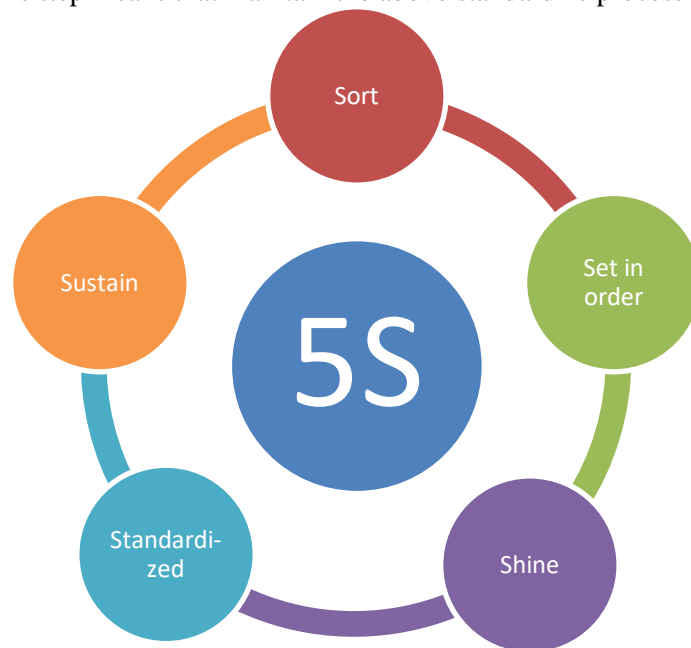 Sort
Set in
order
5S
Sustain
Standardi-
zed
Shine